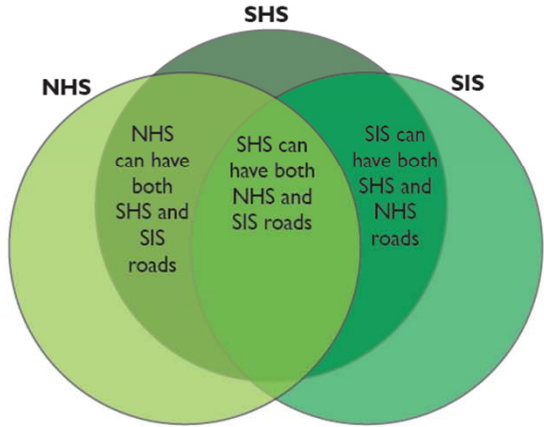 SHS
NHS
SIS
NHS
can have
both
SHS and
SIS
roads
SHS can
have both
NHS and
SIS roads
SIS can
have both
SHS and
NHS
roads